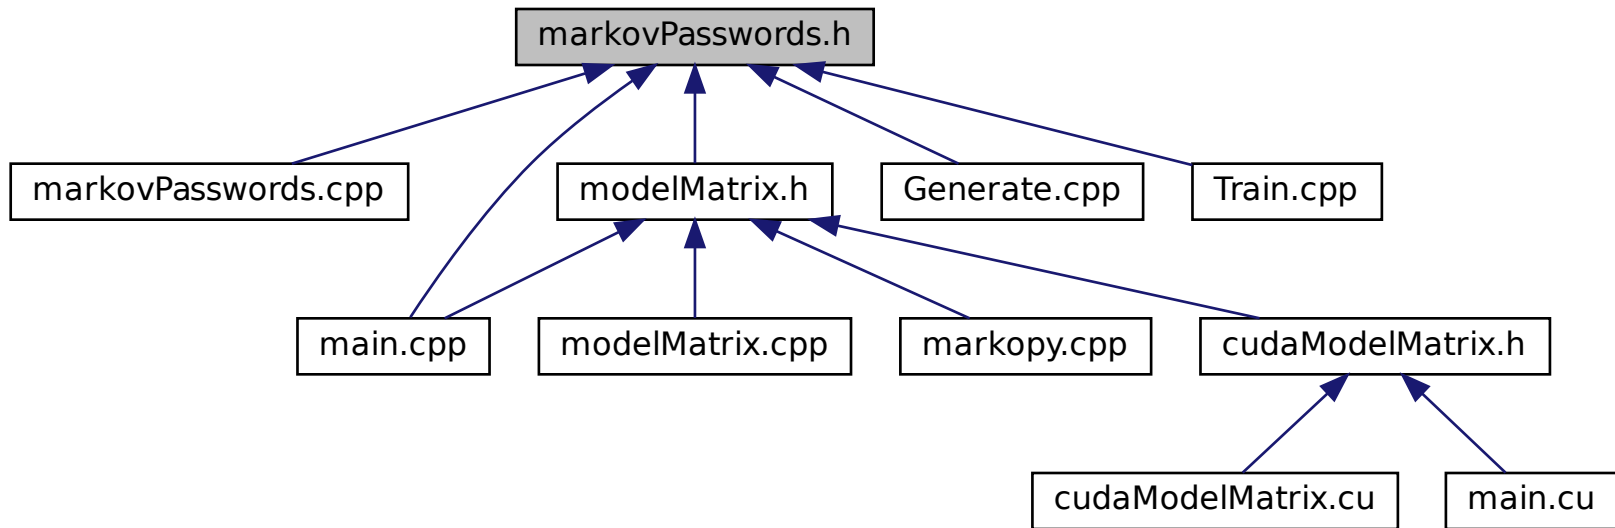 markovPasswords.h
markovPasswords.cpp
modelMatrix.h
Generate.cpp
Train.cpp
main.cpp
modelMatrix.cpp
markopy.cpp
cudaModelMatrix.h
cudaModelMatrix.cu
main.cu